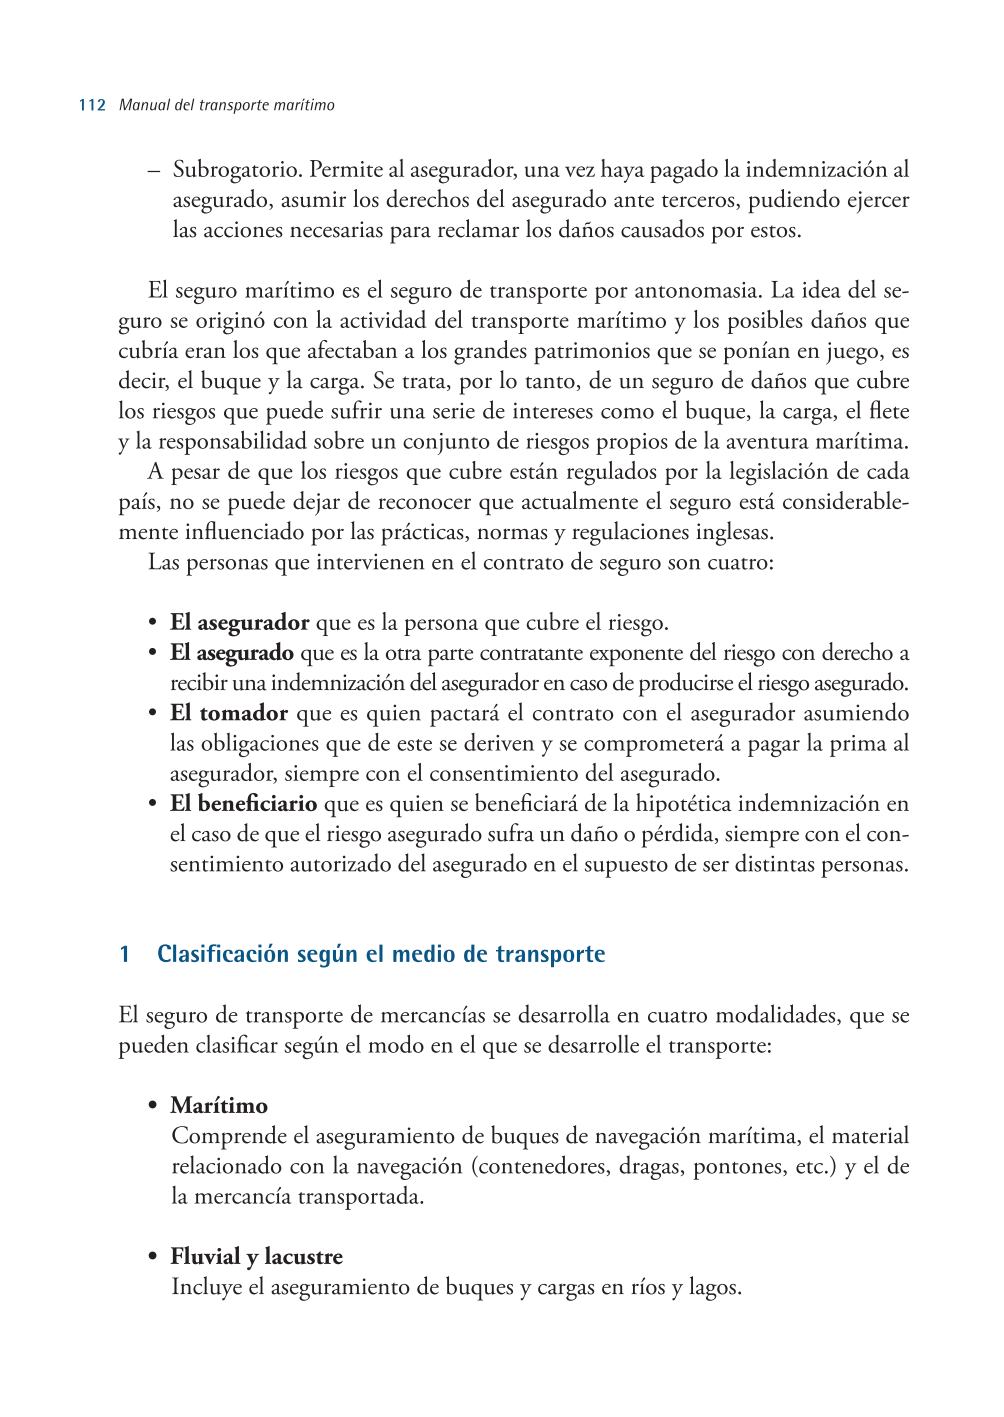 112 Manual del transporte marítimo
– Subrogatorio. Permite al asegurador, una vez haya pagado la indemnización al
asegurado, asumir los derechos del asegurado ante terceros, pudiendo ejercer
las acciones necesarias para reclamar los daños causados por estos.
El seguro marítimo es el seguro de transporte por antonomasia. La idea del se-
guro se originó con la actividad del transporte marítimo y los posibles daños que
cubría eran los que afectaban a los grandes patrimonios que se ponían en juego, es
decir, el buque y la carga. Se trata, por lo tanto, de un seguro de daños que cubre
los riesgos que puede sufrir una serie de intereses como el buque, la carga, el flete
y la responsabilidad sobre un conjunto de riesgos propios de la aventura marítima.
A pesar de que los riesgos que cubre están regulados por la legislación de cada
país, no se puede dejar de reconocer que actualmente el seguro está considerable-
mente influenciado por las prácticas, normas y regulaciones inglesas.
Las personas que intervienen en el contrato de seguro son cuatro:
• El asegurador que es la persona que cubre el riesgo.
• El asegurado que es la otra parte contratante exponente del riesgo con derecho a
recibir una indemnización del asegurador en caso de producirse el riesgo asegurado.
• El tomador que es quien pactará el contrato con el asegurador asumiendo
las obligaciones que de este se deriven y se comprometerá a pagar la prima al
asegurador, siempre con el consentimiento del asegurado.
• El beneficiario que es quien se beneficiará de la hipotética indemnización en
el caso de que el riesgo asegurado sufra un daño o pérdida, siempre con el con-
sentimiento autorizado del asegurado en el supuesto de ser distintas personas.
1 Clasificación según el medio de transporte
El seguro de transporte de mercancías se desarrolla en cuatro modalidades, que se
pueden clasificar según el modo en el que se desarrolle el transporte:
• Marítimo
Comprende el aseguramiento de buques de navegación marítima, el material
relacionado con la navegación (contenedores, dragas, pontones, etc.) y el de
la mercancía transportada.
• Fluvial y lacustre
Incluye el aseguramiento de buques y cargas en ríos y lagos.